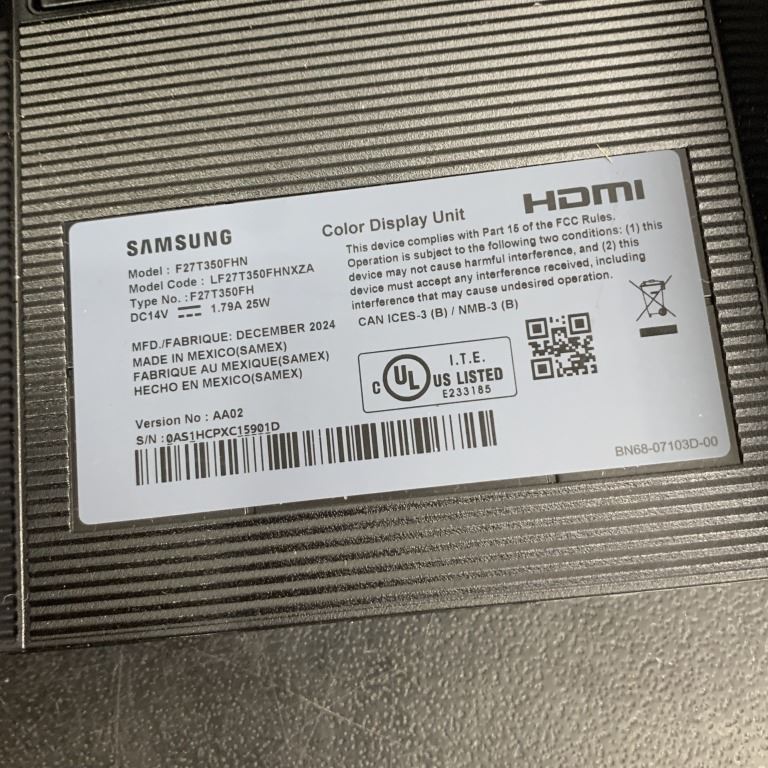 SAMSUNG
Model : F27T350FHN
Model Code : LF27T350FHNXZA
Type No. : F27T350FH
DC14V 1.79A 25W
MFD./FABRIQUE: DECEMBER 2024
MADE IN MEXICO(SAMEX)
FABRIQUE AU MEXIQUE(SAMEX)
HECHO EN MEXICO(SAMEX)
Version No : AA02
S/N : 0AS1HCPXC15901D
Color Display Unit
HDMI
This device complies with Part 15 of the FCC Rules.
Operation is subject to the following two conditions: (1) this
device may not cause harmful interference, and (2) this
device must accept any interference received, including
interference that may cause undesired operation.
CAN ICES-3 (B) / NMB-3 (B)
C UL US LISTED
I.T.E.
E233185
BN68-07103D-00